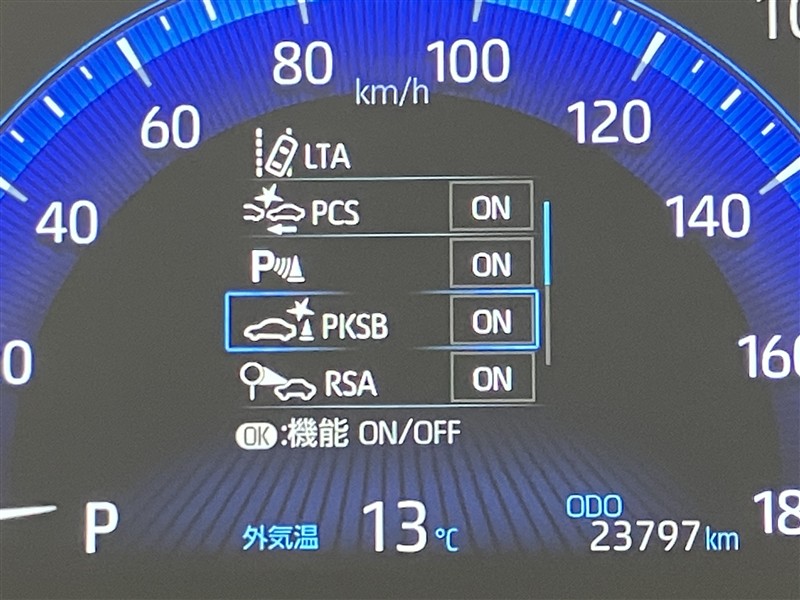 80
100
km/h
60
120
LTA
40
PCS ON
140
P ON
PKSB ON
0
160
RSA ON
OK:機能 ON/OFF
P
外気温 13℃
ODO
23797km
18
10